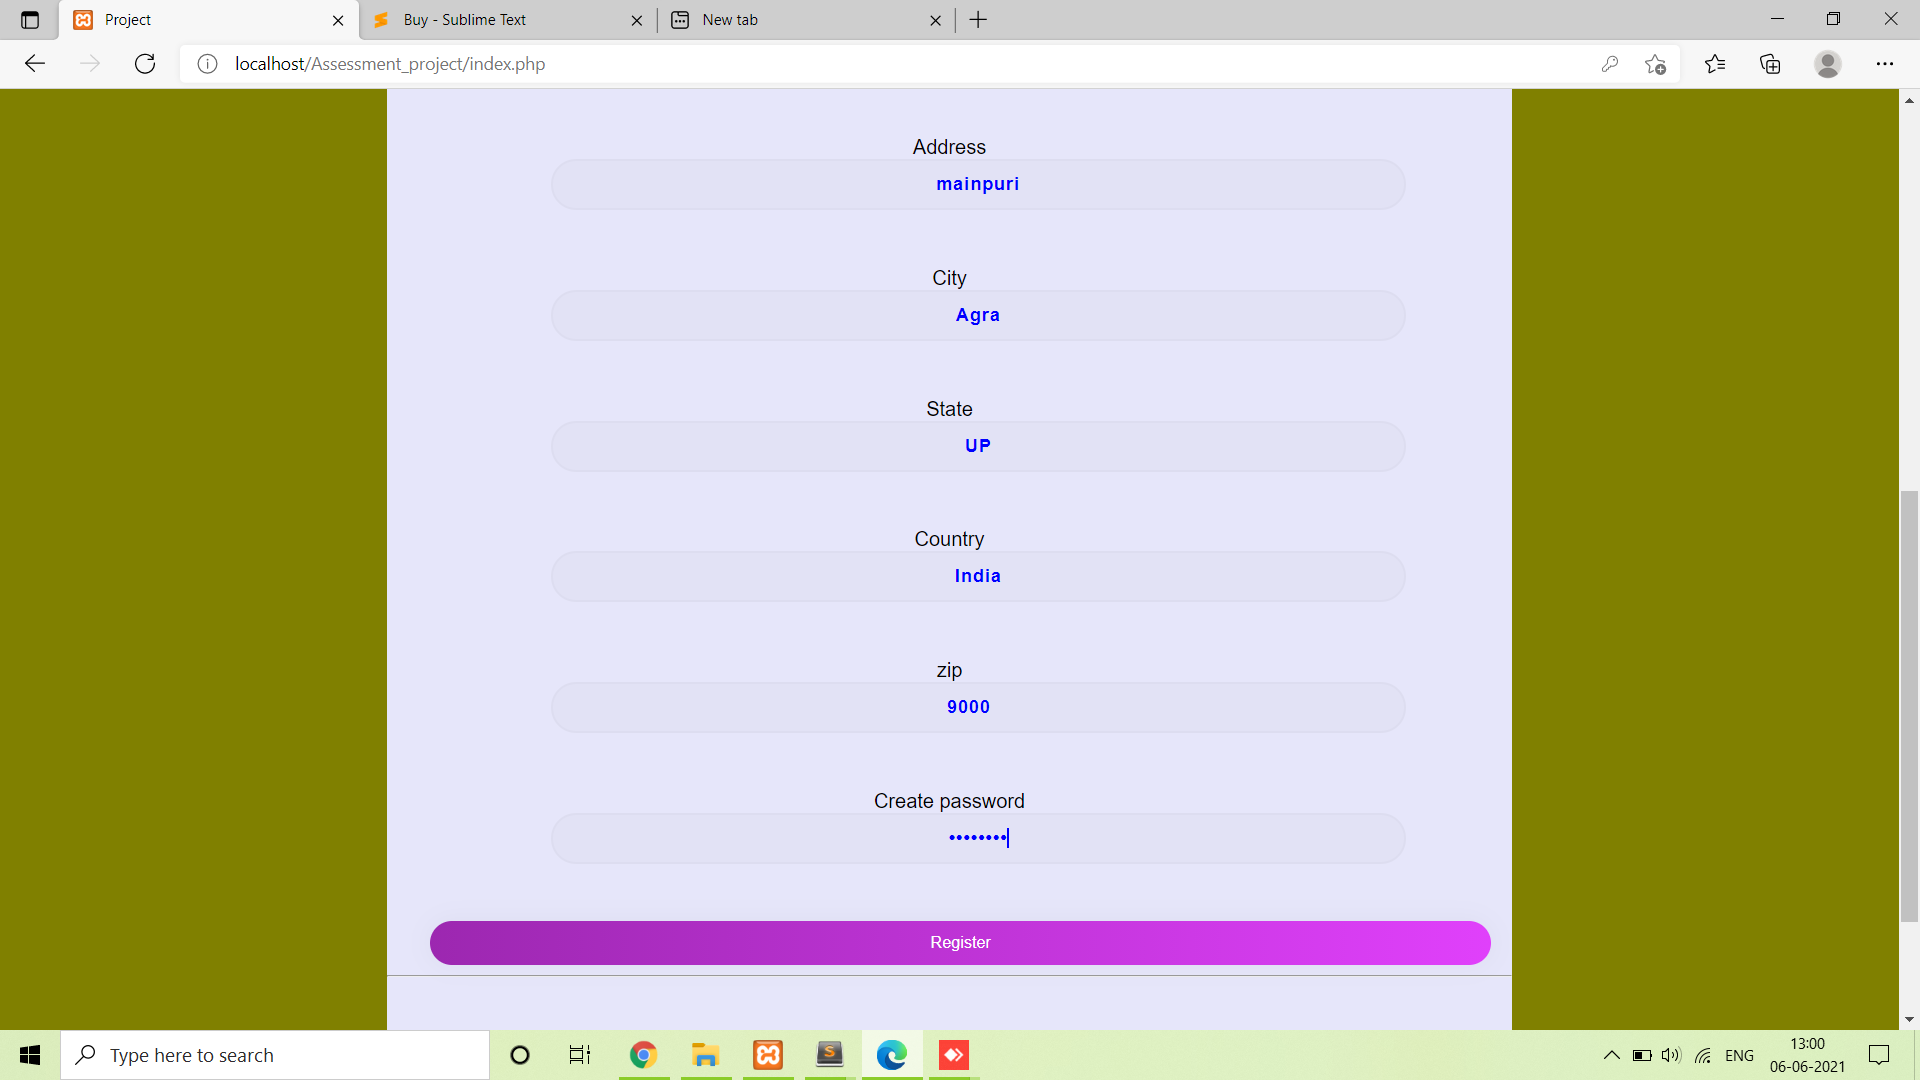 Project
Buy - Sublime Text
New tab
localhost/Assessment_project/index.php
Address
mainpuri
City
Agra
State
UP
Country
India
zip
9000
Create password
••••••••
Register
Type here to search
ENG
13:00
06-06-2021